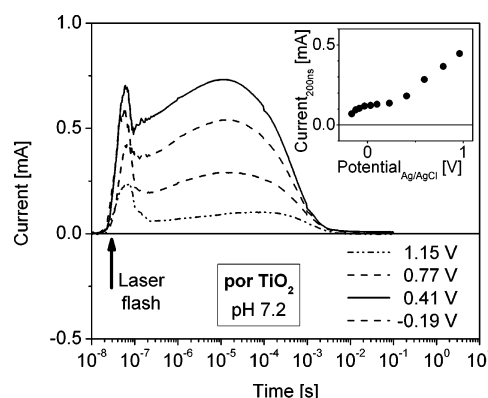 1.0
0.5
0.0
-0.5
Current [mA]
10-8 10-7 10-6 10-5 10-4 10-3 10-2 10-1 100 10
Time [s]
Laser
flash
por TiO2
pH 7.2
1.15 V
0.77 V
0.41 V
-0.19 V
0.5
0.0
Current200ns [mA]
0 1
PotentialAg/AgCl [V]